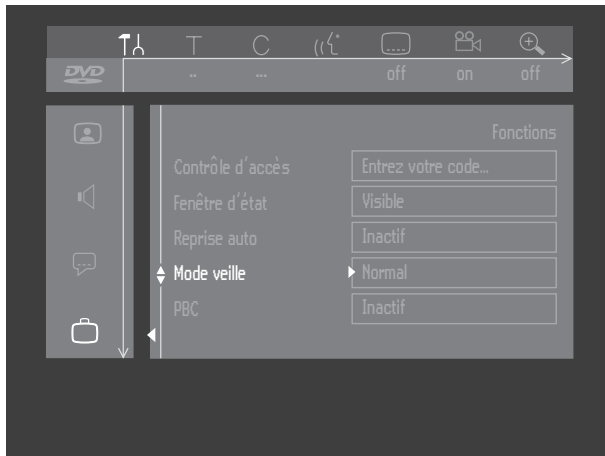 T C ....
DVD .. ... off on off
Fonctions
Contrôle d'accès Entrez votre code...
Fenêtre d'état Visible
Reprise auto Inactif
Mode veille Normal
PBC Inactif